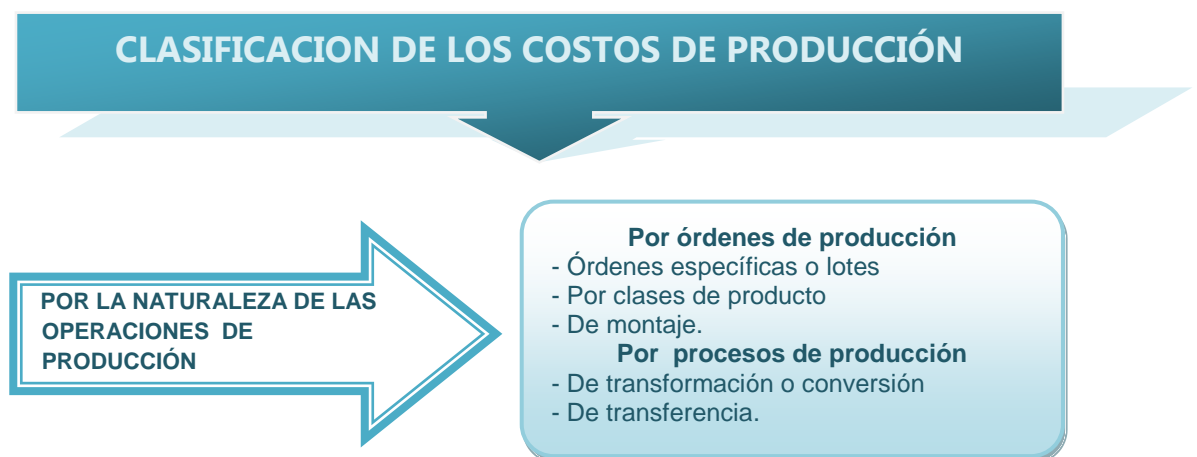 CLASIFICACION DE LOS COSTOS DE PRODUCCIÓN
POR LA NATURALEZA DE LAS
OPERACIONES DE
PRODUCCIÓN
Por órdenes de producción
- Órdenes específicas o lotes
- Por clases de producto
- De montaje.
Por procesos de producción
- De transformación o conversión
- De transferencia.